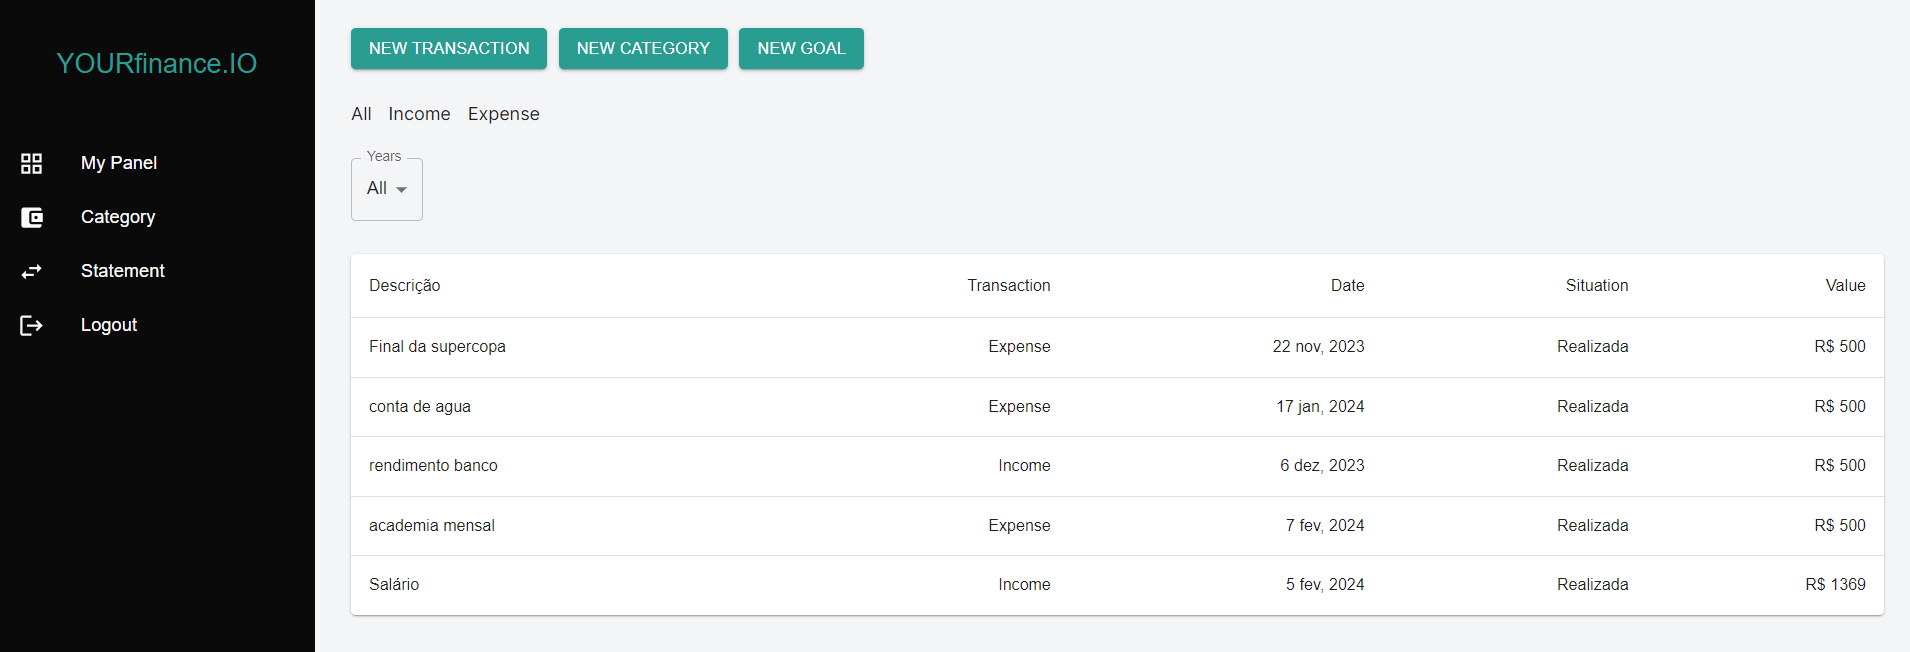 YOURfinance.IO
My Panel
Category
Statement
Logout
NEW TRANSACTION NEW CATEGORY NEW GOAL
All Income Expense
Years
All
Descrição Transaction Date Situation Value
Final da supercopa Expense 22 nov, 2023 Realizada R$ 500
conta de agua Expense 17 jan, 2024 Realizada R$ 500
rendimento banco Income 6 dez, 2023 Realizada R$ 500
academia mensal Expense 7 fev, 2024 Realizada R$ 500
Salário Income 5 fev, 2024 Realizada R$ 1369